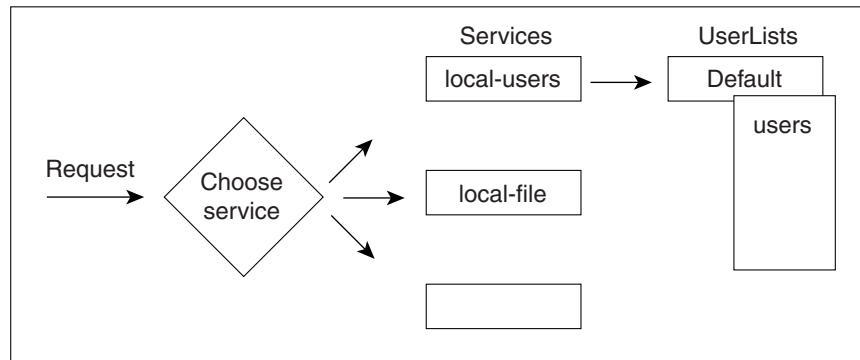 Services
UserLists
local-users
Default
users
Request
Choose
service
local-file